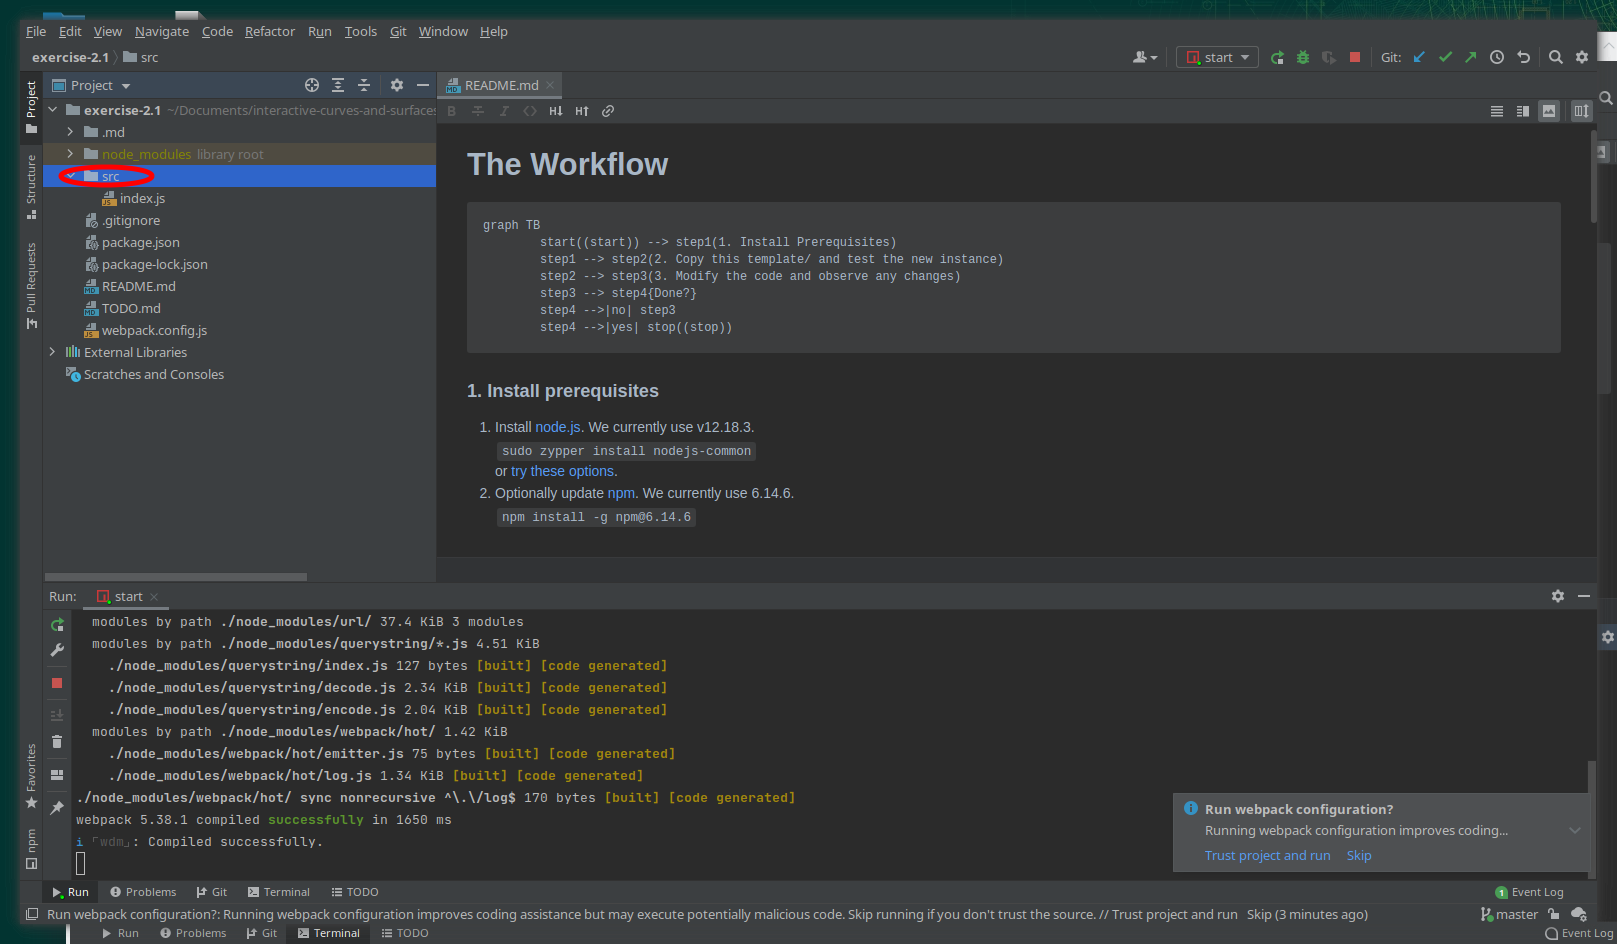 File Edit View Navigate Code Refactor Run Tools Git Window Help
exercise-2.1 src
start Git:
Project
README.md
exercise-2.1 ~/Documents/interactive-curves-and-surfaces
.md
node_modules library root
src
index.js
.gitignore
package.json
package-lock.json
README.md
TODO.md
webpack.config.js
External Libraries
Scratches and Consoles
Project
Structure
Pull Requests
Favorites
npm
B I H↓ H↑
The Workflow
graph TB
start((start)) --> step1(1. Install Prerequisites)
step1 --> step2(2. Copy this template/ and test the new instance)
step2 --> step3(3. Modify the code and observe any changes)
step3 --> step4{Done?}
step4 -->|no| step3
step4 -->|yes| stop((stop))
1. Install prerequisites
1. Install node.js. We currently use v12.18.3.
sudo zypper install nodejs-common
or try these options.
2. Optionally update npm. We currently use 6.14.6.
npm install -g npm@6.14.6
Run: start
modules by path ./node_modules/url/ 37.4 KiB 3 modules
modules by path ./node_modules/querystring/*.js 4.51 KiB
./node_modules/querystring/index.js 127 bytes [built] [code generated]
./node_modules/querystring/decode.js 2.34 KiB [built] [code generated]
./node_modules/querystring/encode.js 2.04 KiB [built] [code generated]
modules by path ./node_modules/webpack/hot/ 1.42 KiB
./node_modules/webpack/hot/emitter.js 75 bytes [built] [code generated]
./node_modules/webpack/hot/log.js 1.34 KiB [built] [code generated]
./node_modules/webpack/hot/ sync nonrecursive ^\.\/log$ 170 bytes [built] [code generated]
webpack 5.38.1 compiled successfully in 1650 ms
i ｢wdm｣: Compiled successfully.
Run webpack configuration?
Running webpack configuration improves coding...
Trust project and run Skip
Run Problems Git Terminal TODO 1 Event Log
Run webpack configuration?: Running webpack configuration improves coding assistance but may execute potentially malicious code. Skip running if you don't trust the source. // Trust project and run Skip (3 minutes ago) master
Run Problems Git Terminal TODO Event Log